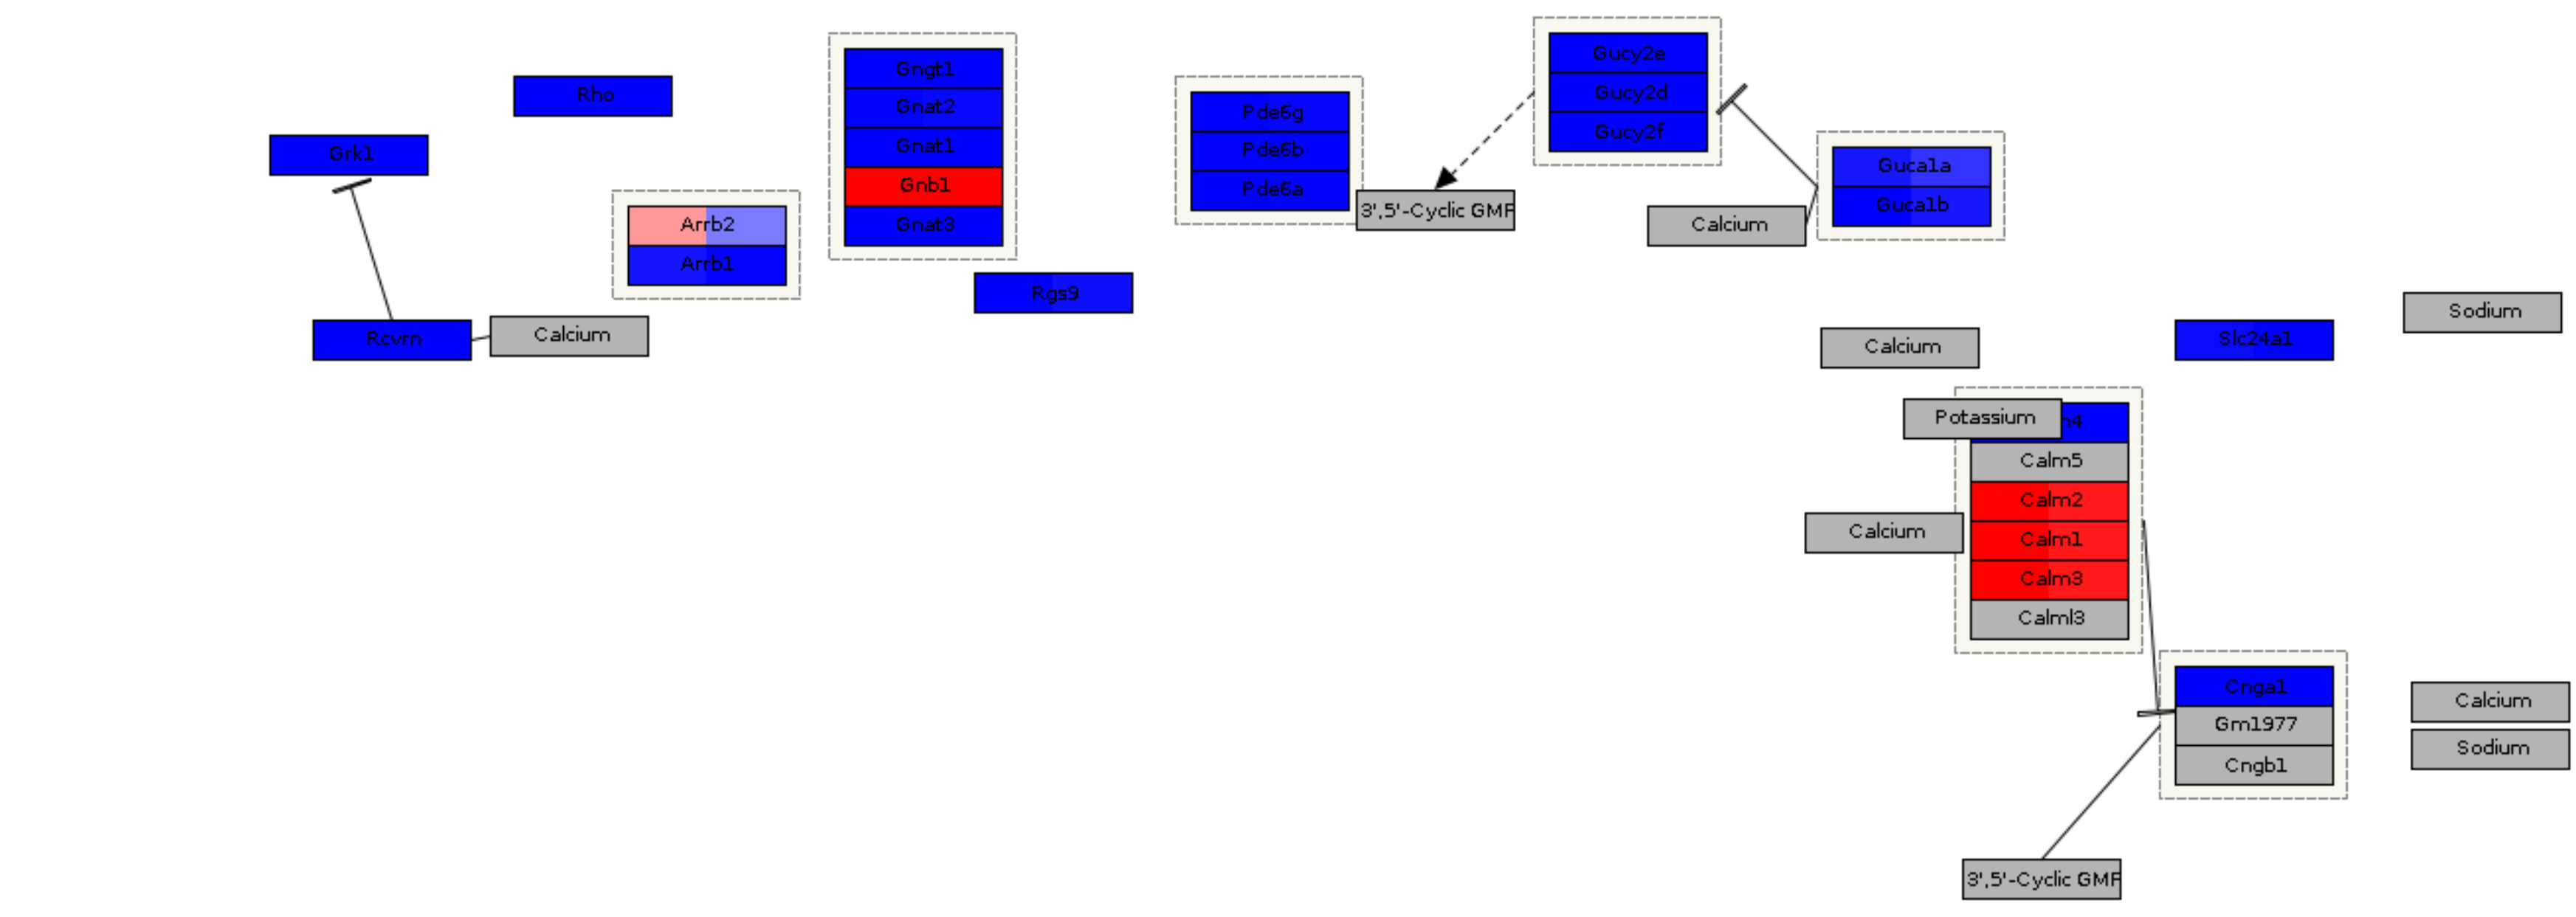 Gucy2e
Gucy2d
Gucy2f
Gngt1
Gnat2
Gnat1
Gnb1
Gnat3
Rho
Grk1
Pde6g
Pde6b
Pde6a
3',5'-Cyclic GMP
Guca1a
Guca1b
Calcium
Arrb2
Arrb1
Rgs9
Rcvrn
Calcium
Sodium
Slc24a1
Calcium
Potassium
Calm5
Calm2
Calm1
Calm3
Calml3
Calcium
Cnga1
Gm1977
Cngb1
Calcium
Sodium
3',5'-Cyclic GMP